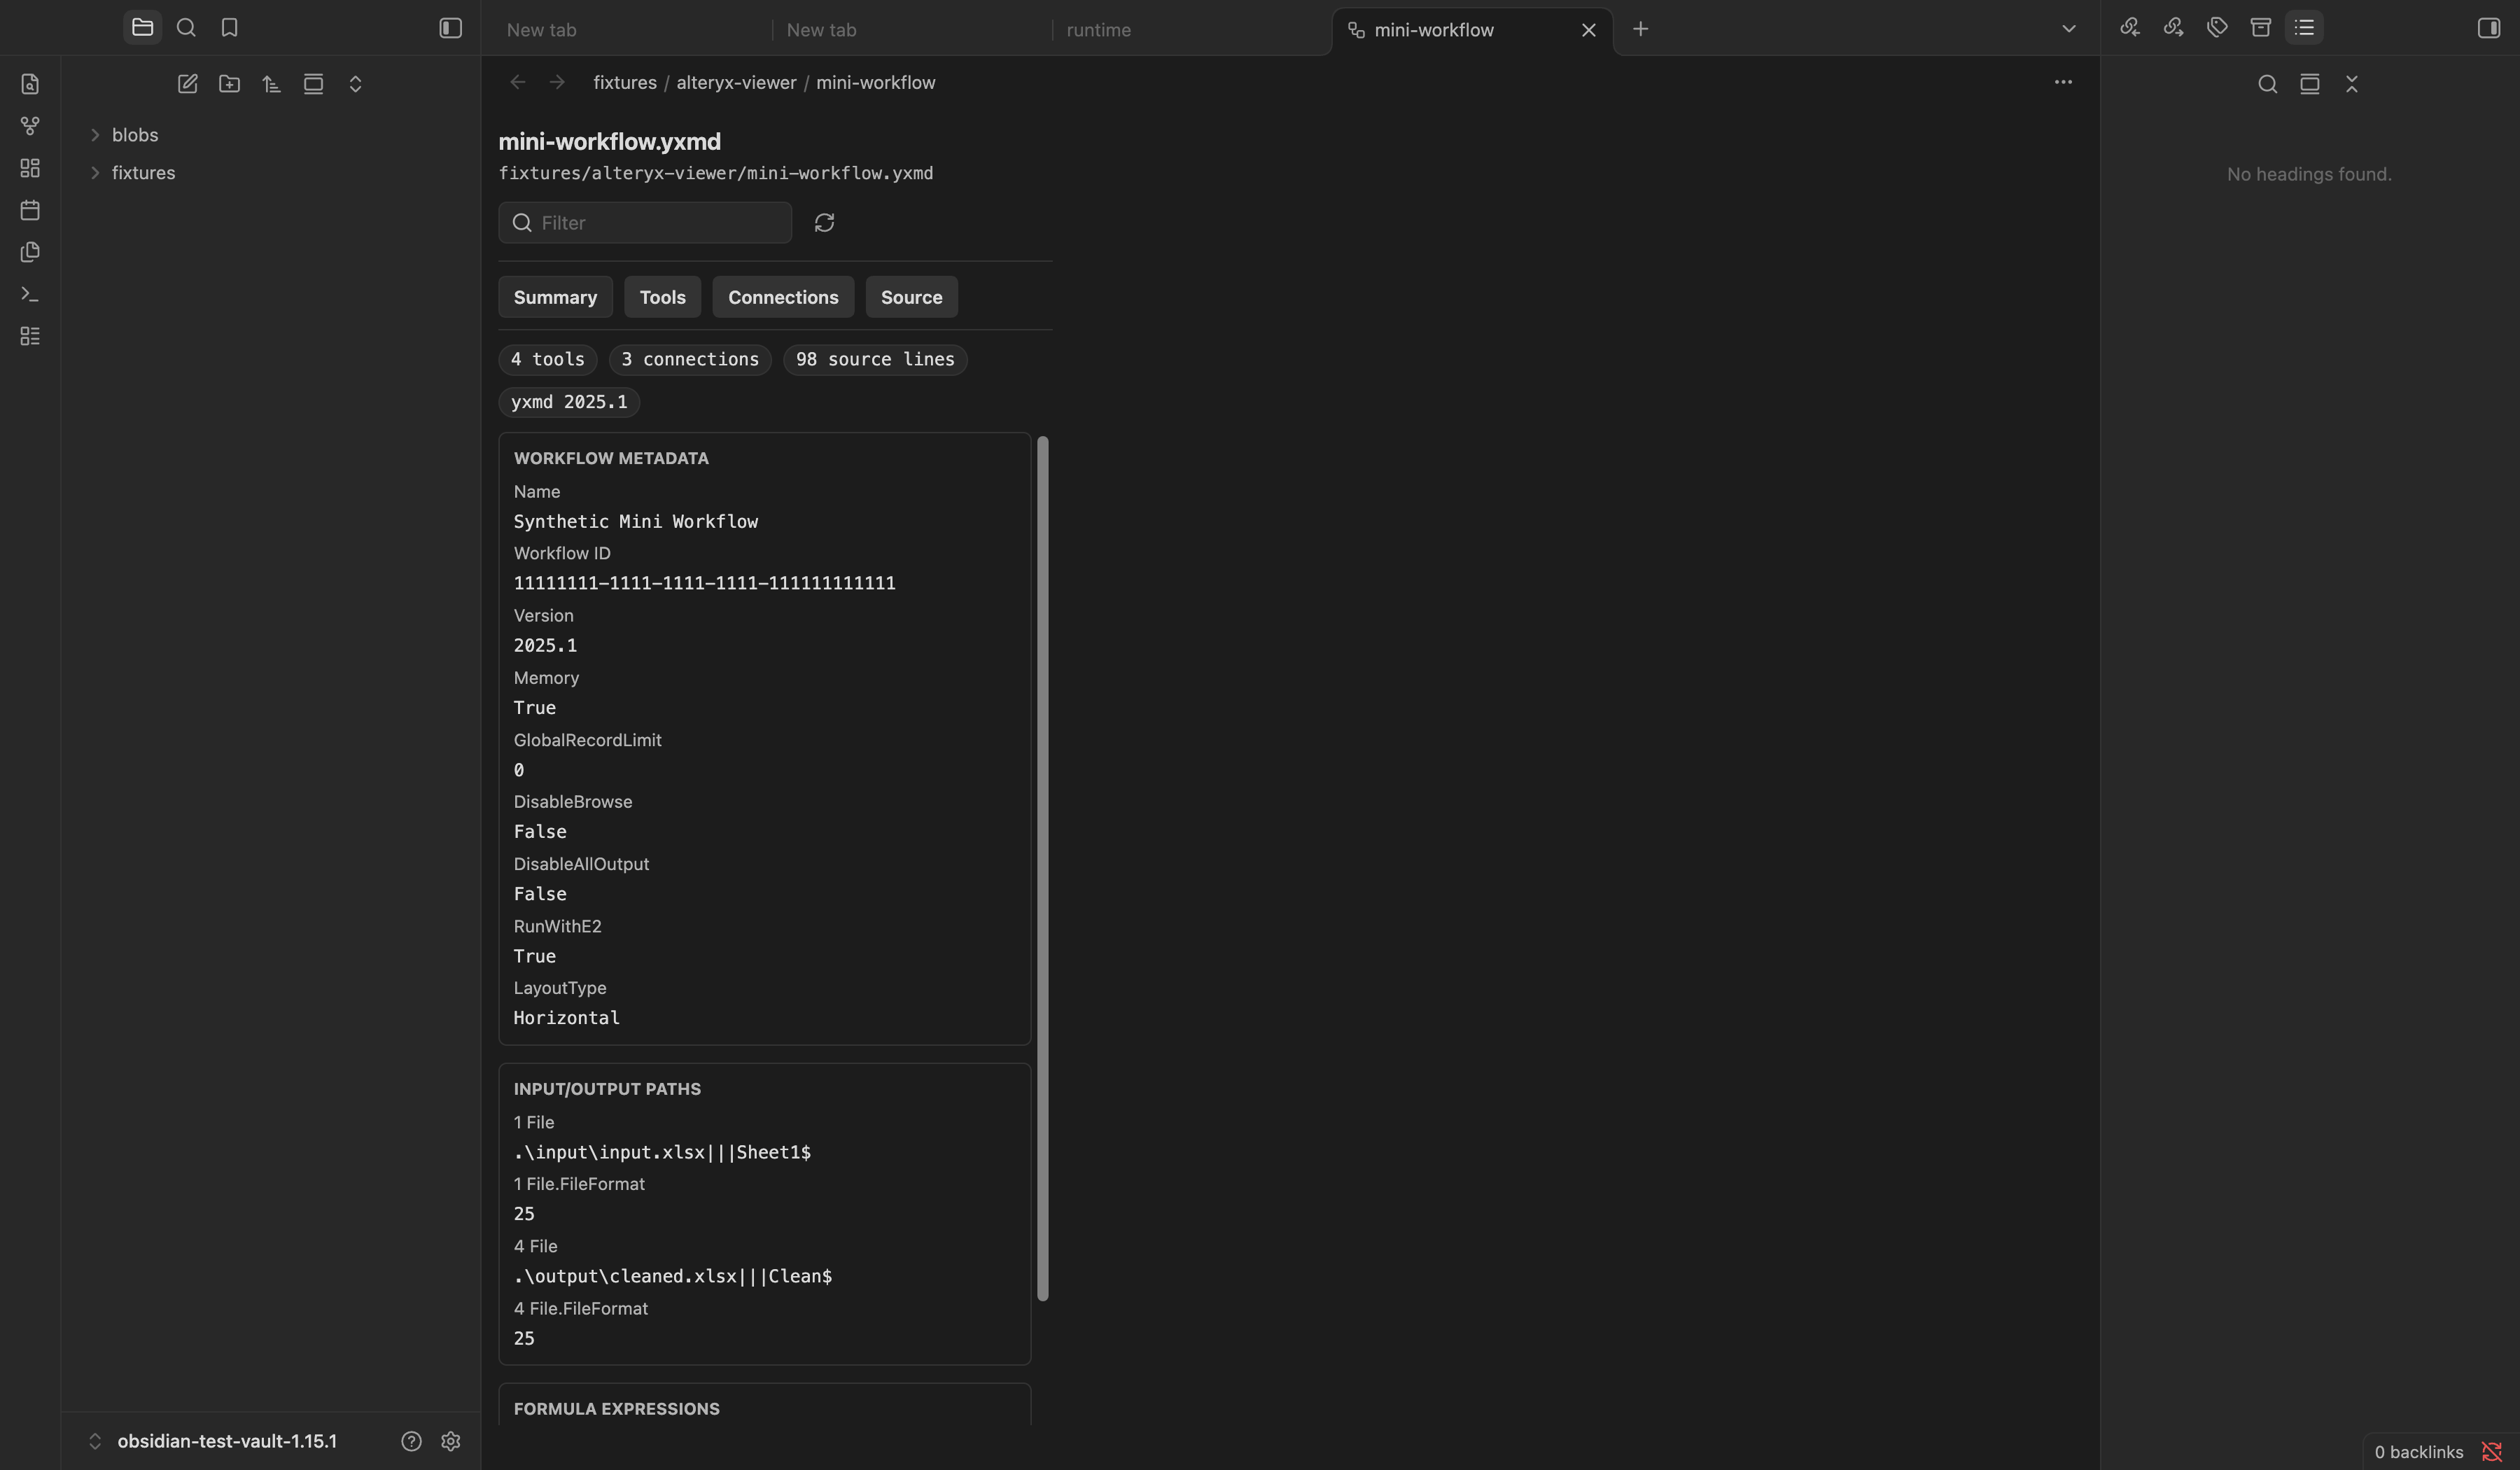 New tab
New tab
runtime
mini-workflow
fixtures / alteryx-viewer / mini-workflow
blobs
fixtures
mini-workflow.yxmd
fixtures/alteryx-viewer/mini-workflow.yxmd
Filter
Summary
Tools
Connections
Source
4 tools
3 connections
98 source lines
yxmd 2025.1
WORKFLOW METADATA
Name
Synthetic Mini Workflow
Workflow ID
11111111-1111-1111-1111-111111111111
Version
2025.1
Memory
True
GlobalRecordLimit
0
DisableBrowse
False
DisableAllOutput
False
RunWithE2
True
LayoutType
Horizontal
INPUT/OUTPUT PATHS
1 File
.\input\input.xlsx|||Sheet1$
1 File.FileFormat
25
4 File
.\output\cleaned.xlsx|||Clean$
4 File.FileFormat
25
FORMULA EXPRESSIONS
No headings found.
obsidian-test-vault-1.15.1
0 backlinks